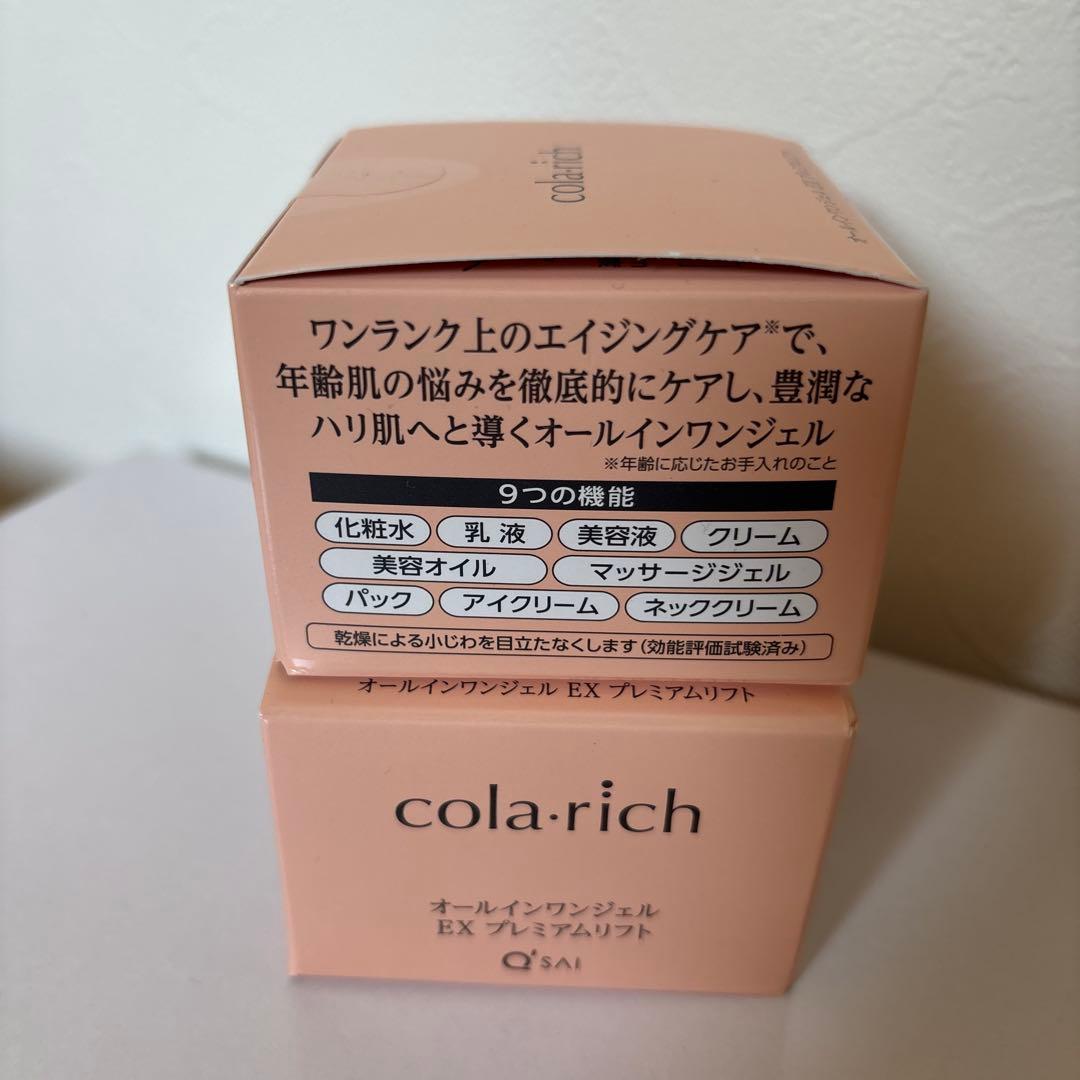 cola·rich
ワンランク上のエイジングケア※で、
年齢肌の悩みを徹底的にケアし、豊潤な
ハリ肌へと導くオールインワンジェル
※年齢に応じたお手入れのこと
9つの機能
化粧水 乳液 美容液 クリーム
美容オイル マッサージジェル
パック アイクリーム ネッククリーム
乾燥による小じわを目立たなくします(効能評価試験済み)
オールインワンジェル EX プレミアムリフト
cola·rich
オールインワンジェル
EX プレミアムリフト
Q'SAI